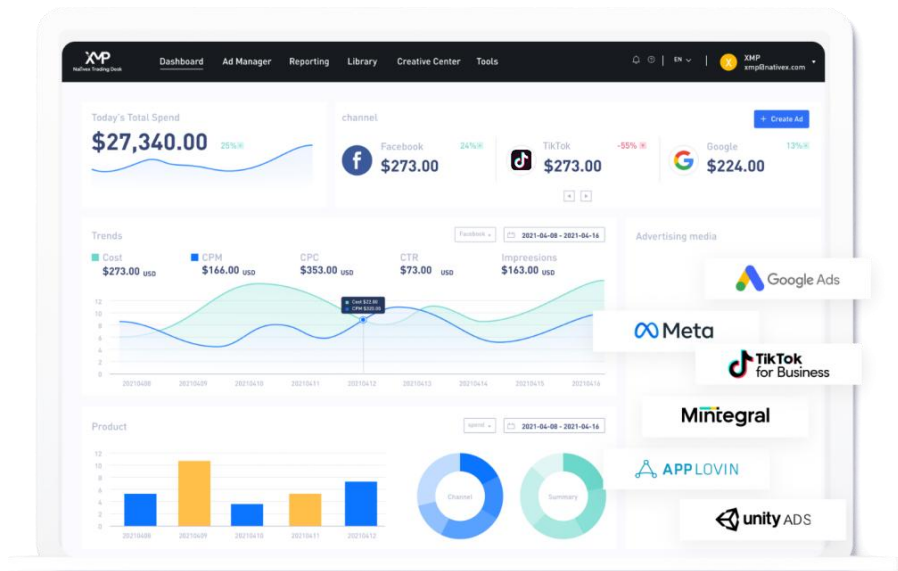 XMP
Nativex Trading Desk
Dashboard Ad Manager Reporting Library Creative Center Tools
EN
X
XMP
xmp@nativex.com
Today's Total Spend
$27,340.00 25%
channel
+ Create Ad
Facebook 24%
$273.00
TikTok -55%
$273.00
Google 13%
$224.00
Trends
Facebook
2021-04-08 - 2021-04-16
Cost
$273.00 USD
CPM
$166.00 USD
CPC
$353.00 USD
CTR
$73.00 USD
Impreesions
$163.00 USD
12
10
8
6
4
2
0
Cost $23.00
20210408 20210409 20210410 20210411 20210412 20210413 20210414 20210415 20210416
Advertising media
Google Ads
Meta
TikTok
for Business
Mintegral
APPLOVIN
unity ADS
Product
spend
2021-04-08 - 2021-04-16
12
10
8
6
4
2
0
20210408 20210409 20210410 20210411 20210412
Channel
Summary